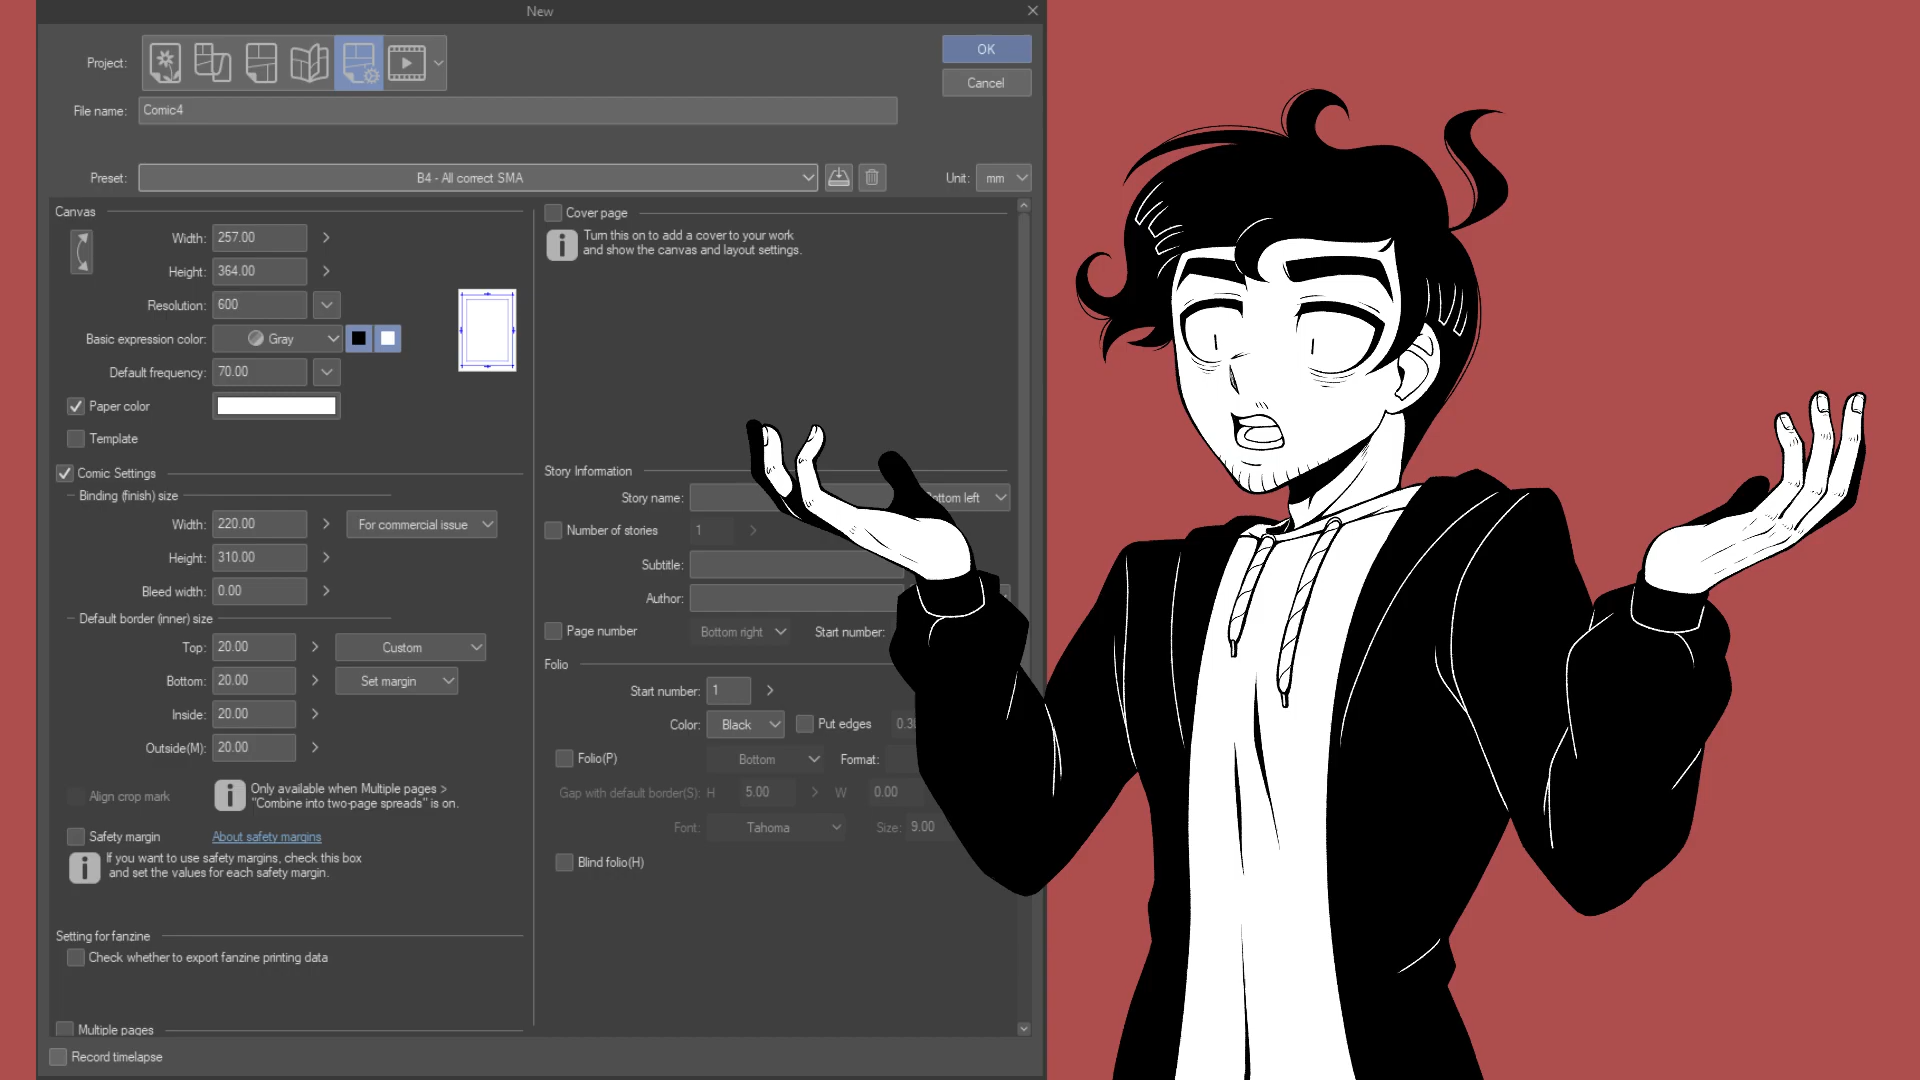 New
Project:
OK
Cancel
File name: Comic4
Preset: B4 - All correct SMA Unit: mm
Canvas
Width: 257.00
Height: 364.00
Resolution: 600
Basic expression color: Gray
Default frequency: 70.00
Paper color
Template
Comic Settings
Binding (finish) size
Width: 220.00 For commercial issue
Height: 310.00
Bleed width: 0.00
Default border (inner) size
Top: 20.00 Custom
Bottom: 20.00 Set margin
Inside: 20.00
Outside(M): 20.00
Align crop mark
Only available when Multiple pages >
"Combine into two-page spreads" is on.
Safety margin About safety margins
If you want to use safety margins, check this box
and set the values for each safety margin.
Setting for fanzine
Check whether to export fanzine printing data
Multiple pages
Record timelapse
Cover page
Turn this on to add a cover to your work
and show the canvas and layout settings.
Story Information
Story name: Bottom left
Number of stories 1
Subtitle:
Author:
Page number Bottom right Start number:
Folio
Start number: 1
Color: Black Put edges
Folio(P) Bottom Format:
Gap with default border(S): H 5.00 W 0.00
Font: Tahoma Size: 9.00
Blind folio(H)